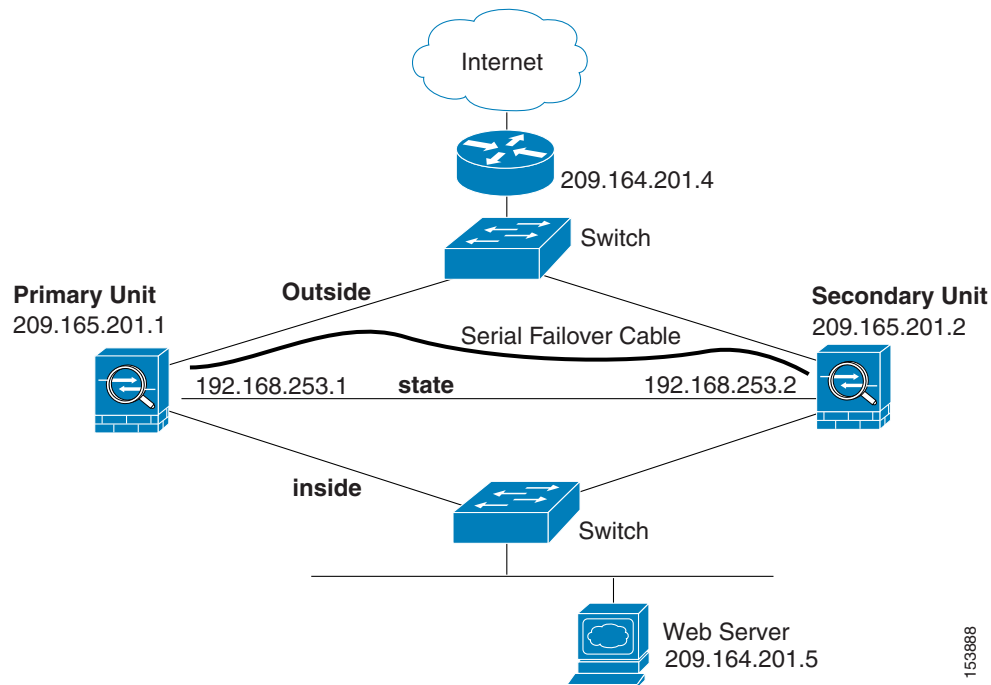 Internet
209.164.201.4
Switch
Primary Unit
209.165.201.1
Outside
Secondary Unit
209.165.201.2
Serial Failover Cable
192.168.253.1
state
192.168.253.2
inside
Switch
Web Server
209.164.201.5
153888